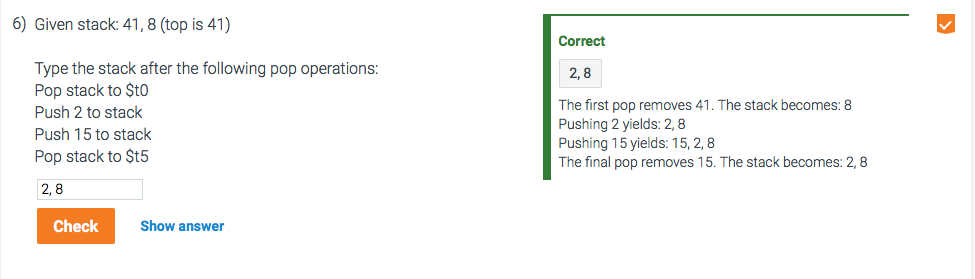 6) Given stack: 41, 8 (top is 41)
Type the stack after the following pop operations:
Pop stack to $t0
Push 2 to stack
Push 15 to stack
Pop stack to $t5
2, 8
Check
Show answer
Correct
2, 8
The first pop removes 41. The stack becomes: 8
Pushing 2 yields: 2, 8
Pushing 15 yields: 15, 2, 8
The final pop removes 15. The stack becomes: 2, 8